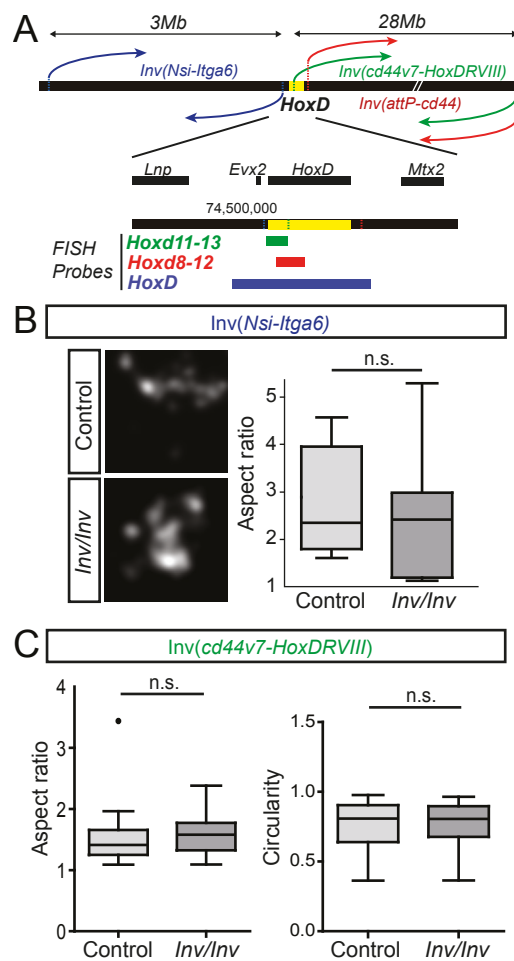 A
3Mb 28Mb
Inv(Nsi-Itga6) Inv(cd44v7-HoxDRVIII)
HoxD Inv(attP-cd44)
Lnp Evx2 HoxD Mtx2
74,500,000
FISH Probes
Hoxd11-13
Hoxd8-12
HoxD
B Inv(Nsi-Itga6)
Control
Inv/Inv
n.s.
Aspect ratio
5
4
3
2
1
Control Inv/Inv
C Inv(cd44v7-HoxDRVIII)
n.s.
Aspect ratio
4
3
2
1
0
Control Inv/Inv
n.s.
Circularity
1.5
1.0
0.5
0.0
Control Inv/Inv